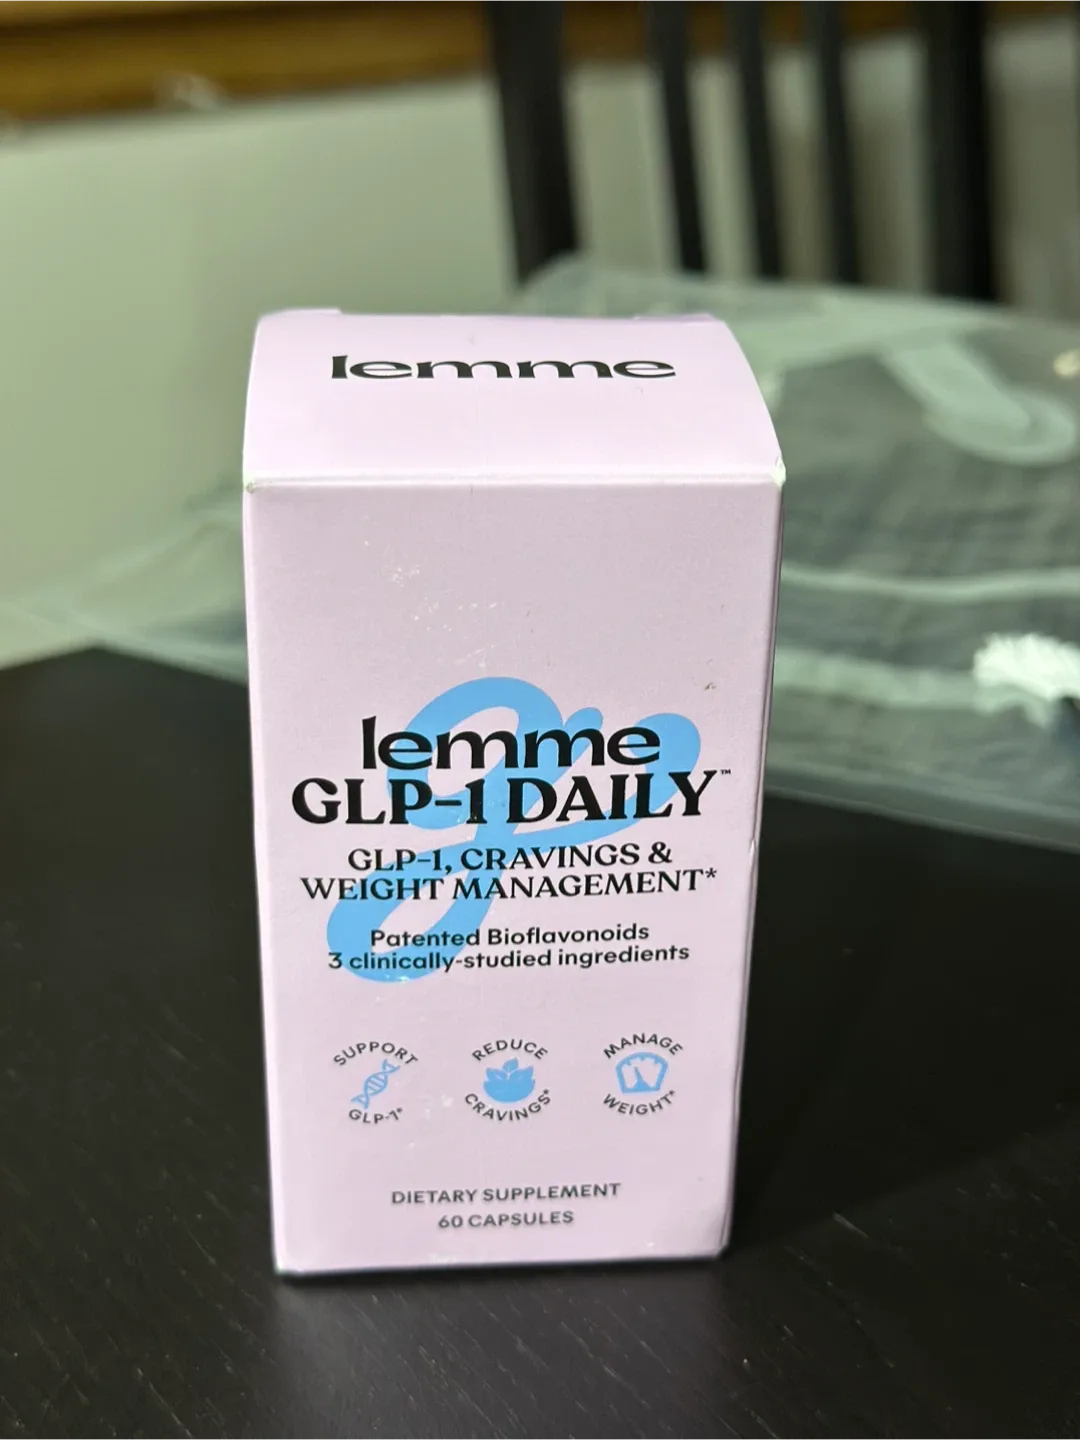 lemme
lemme
GLP-1 DAILY™
GLP-1, CRAVINGS &
WEIGHT MANAGEMENT*
Patented Bioflavonoids
3 clinically-studied ingredients
SUPPORT
GLP-1*
REDUCE
CRAVINGS*
MANAGE
WEIGHT*
DIETARY SUPPLEMENT
60 CAPSULES